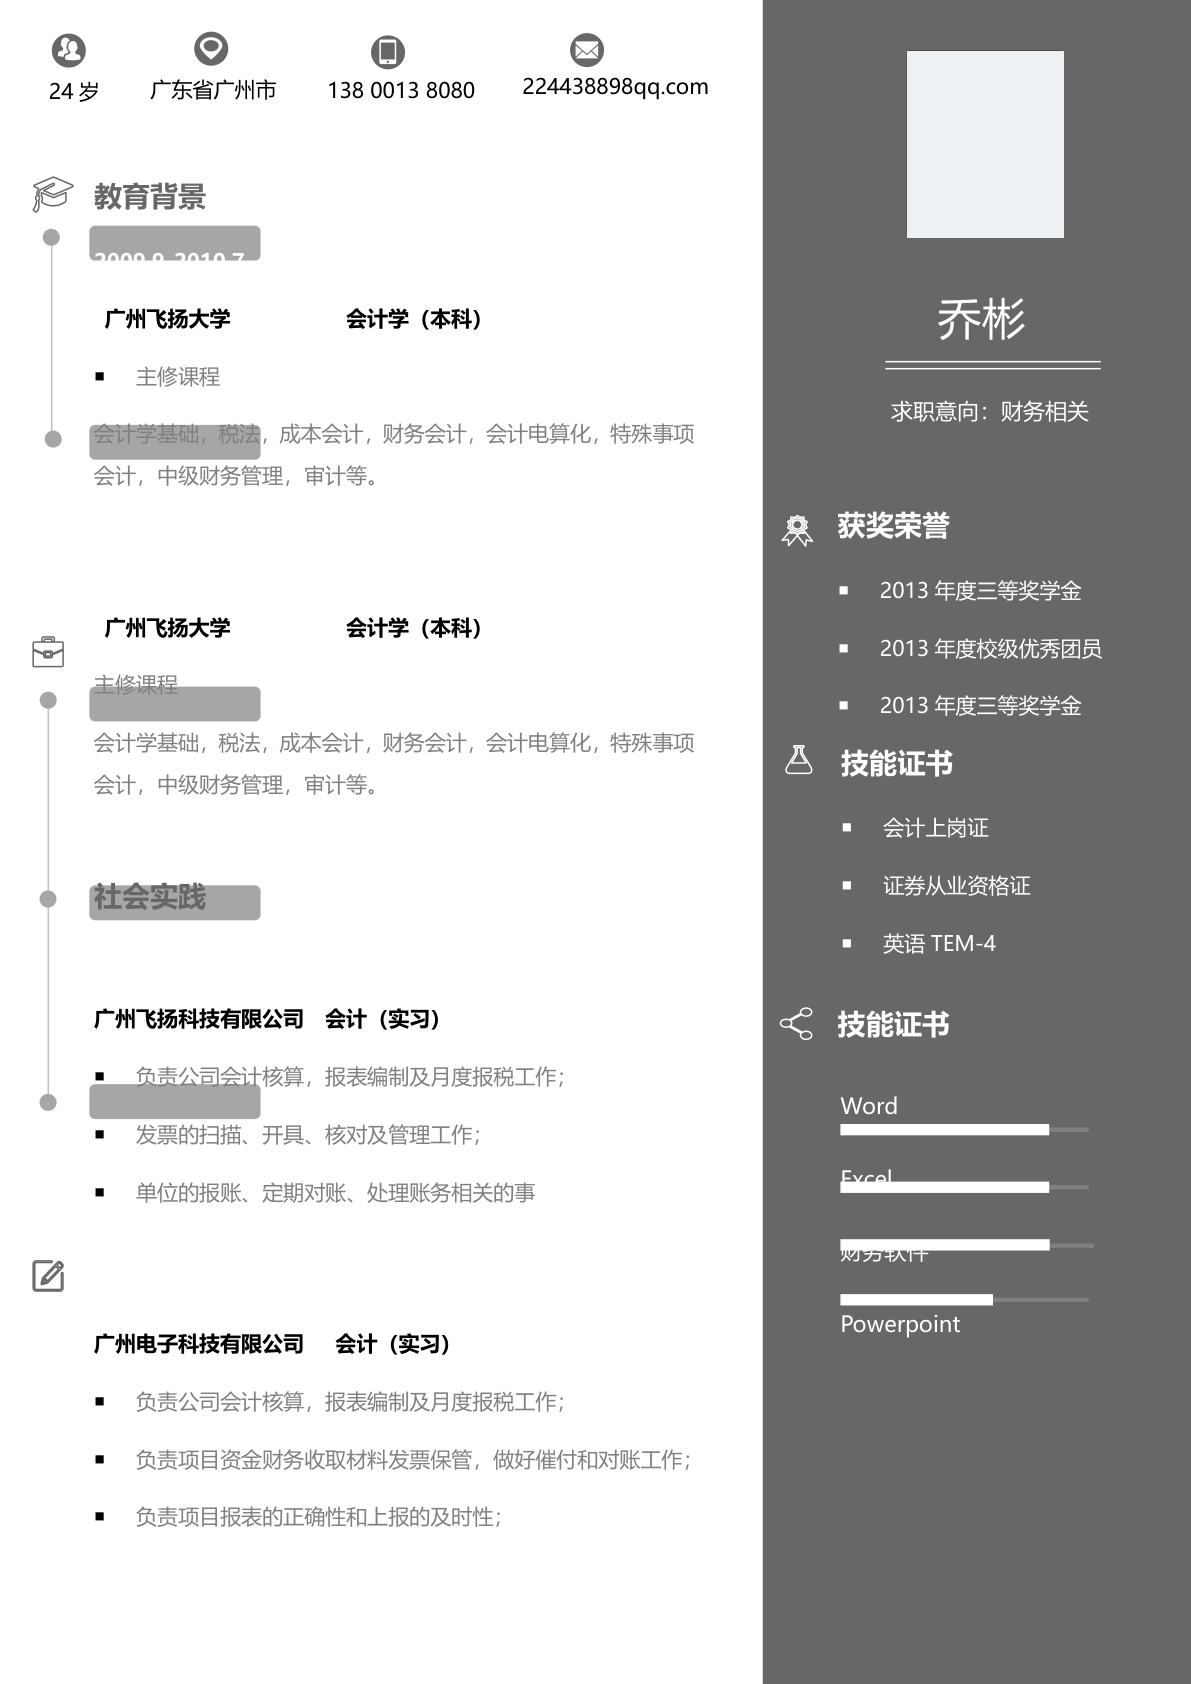 24 岁
广东省广州市
138 0013 8080
224438898qq.com
教育背景
2009.9-2010.7
广州飞扬大学 会计学（本科）
▪ 主修课程
会计学基础，税法，成本会计，财务会计，会计电算化，特殊事项
会计，中级财务管理，审计等。
广州飞扬大学 会计学（本科）
主修课程
会计学基础，税法，成本会计，财务会计，会计电算化，特殊事项
会计，中级财务管理，审计等。
社会实践
广州飞扬科技有限公司 会计（实习）
▪ 负责公司会计核算，报表编制及月度报税工作；
▪ 发票的扫描、开具、核对及管理工作；
▪ 单位的报账、定期对账、处理账务相关的事
广州电子科技有限公司 会计（实习）
▪ 负责公司会计核算，报表编制及月度报税工作；
▪ 负责项目资金财务收取材料发票保管，做好催付和对账工作；
▪ 负责项目报表的正确性和上报的及时性；
乔彬
求职意向：财务相关
获奖荣誉
▪ 2013 年度三等奖学金
▪ 2013 年度校级优秀团员
▪ 2013 年度三等奖学金
技能证书
▪ 会计上岗证
▪ 证券从业资格证
▪ 英语 TEM-4
技能证书
Word
Excel
财务软件
Powerpoint